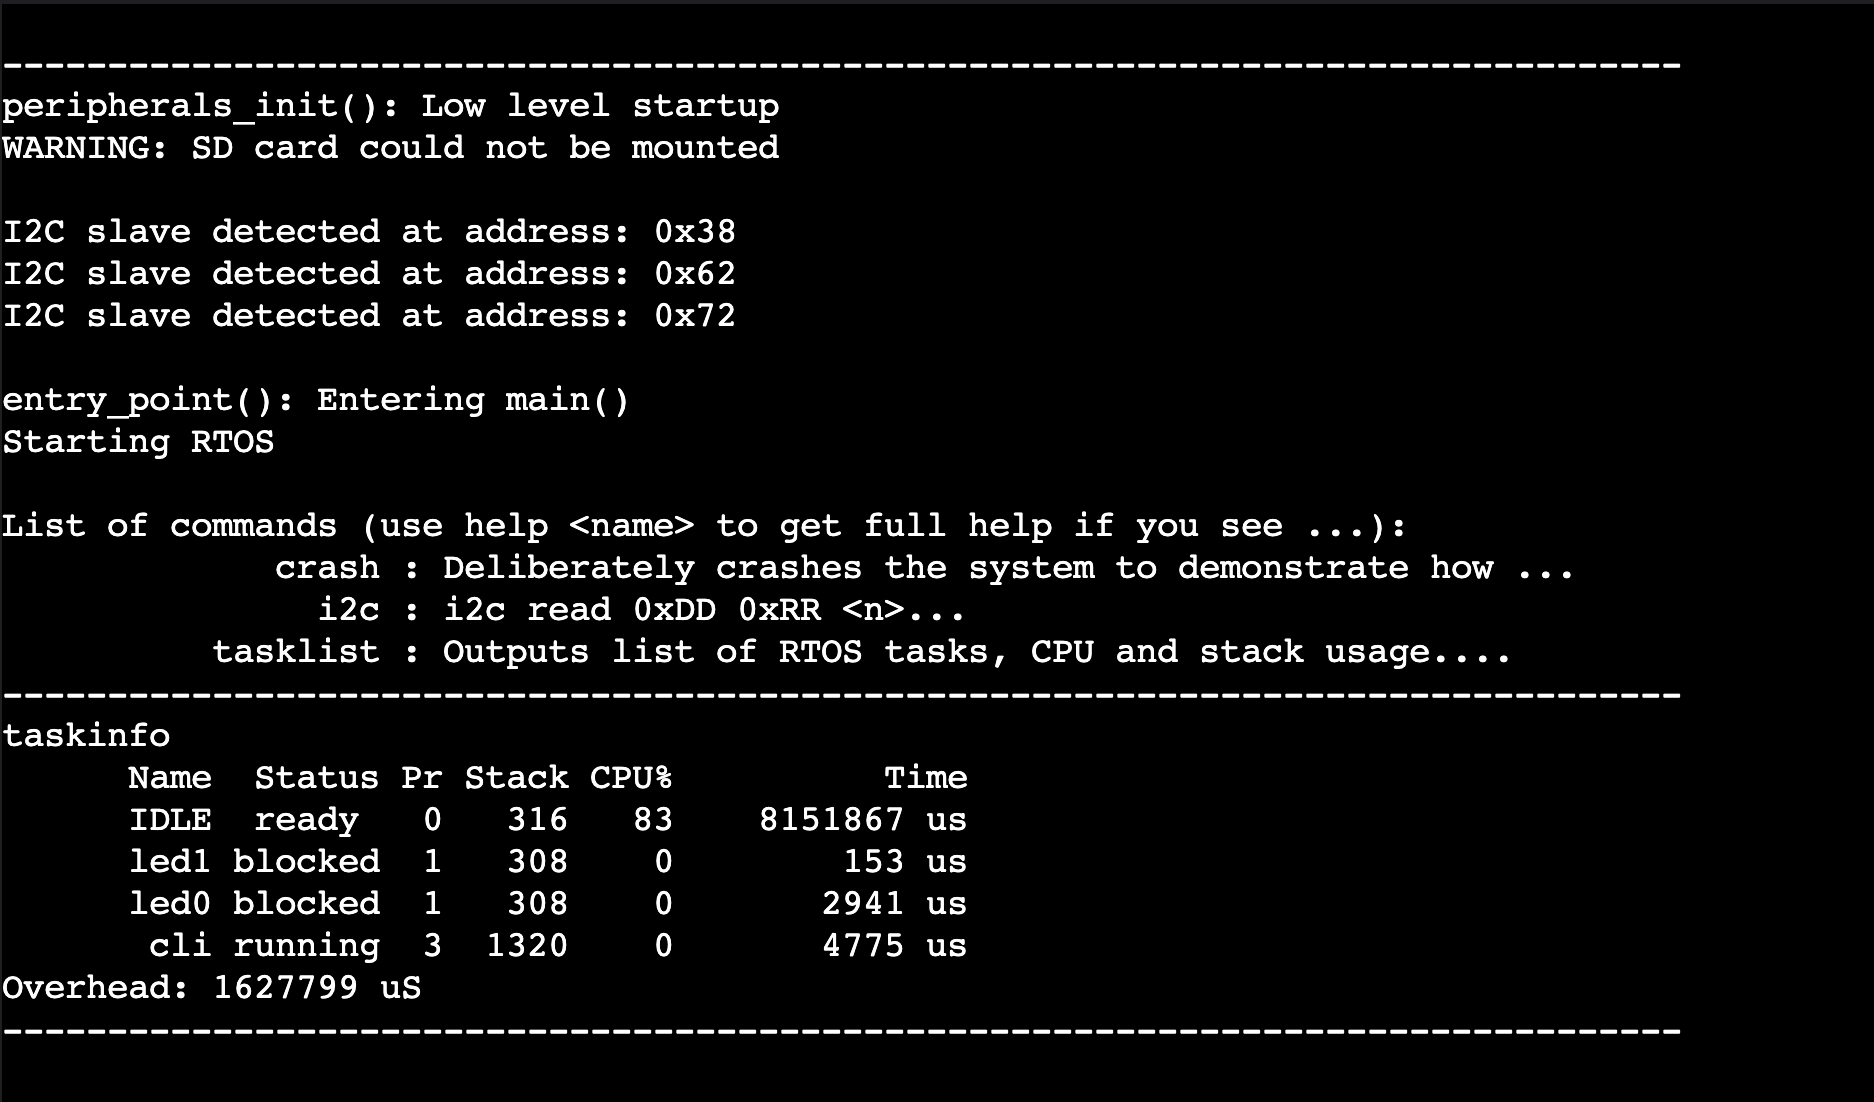 --------------------------------------------------------------------------------
peripherals_init(): Low level startup
WARNING: SD card could not be mounted
I2C slave detected at address: 0x38
I2C slave detected at address: 0x62
I2C slave detected at address: 0x72
entry_point(): Entering main()
Starting RTOS
List of commands (use help <name> to get full help if you see ...):
             crash : Deliberately crashes the system to demonstrate how ...
               i2c : i2c read 0xDD 0xRR <n>...
          tasklist : Outputs list of RTOS tasks, CPU and stack usage....
--------------------------------------------------------------------------------
taskinfo
      Name  Status Pr Stack CPU%          Time
      IDLE  ready   0   316   83    8151867 us
      led1 blocked  1   308    0        153 us
      led0 blocked  1   308    0       2941 us
       cli running  3  1320    0       4775 us
Overhead: 1627799 uS
--------------------------------------------------------------------------------